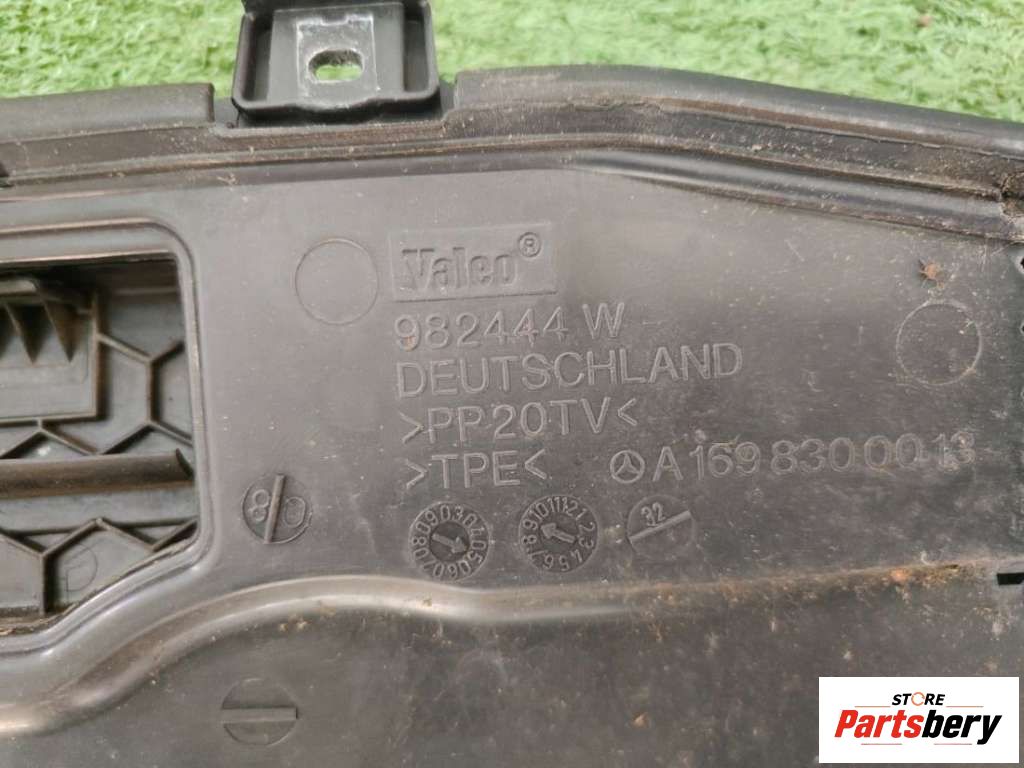 Valeo®
982444 W
DEUTSCHLAND
>PP20TV<
>TPE<
A 169 830 00 13
32
STORE
Partsbery